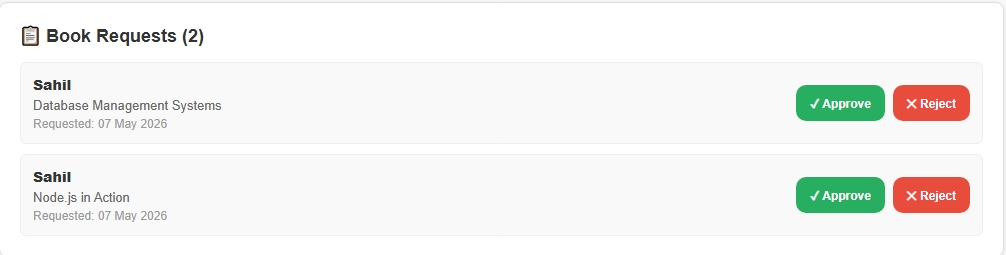 📋 Book Requests (2)
Sahil
Database Management Systems
Requested: 07 May 2026
✓ Approve
✕ Reject
Sahil
Node.js in Action
Requested: 07 May 2026
✓ Approve
✕ Reject